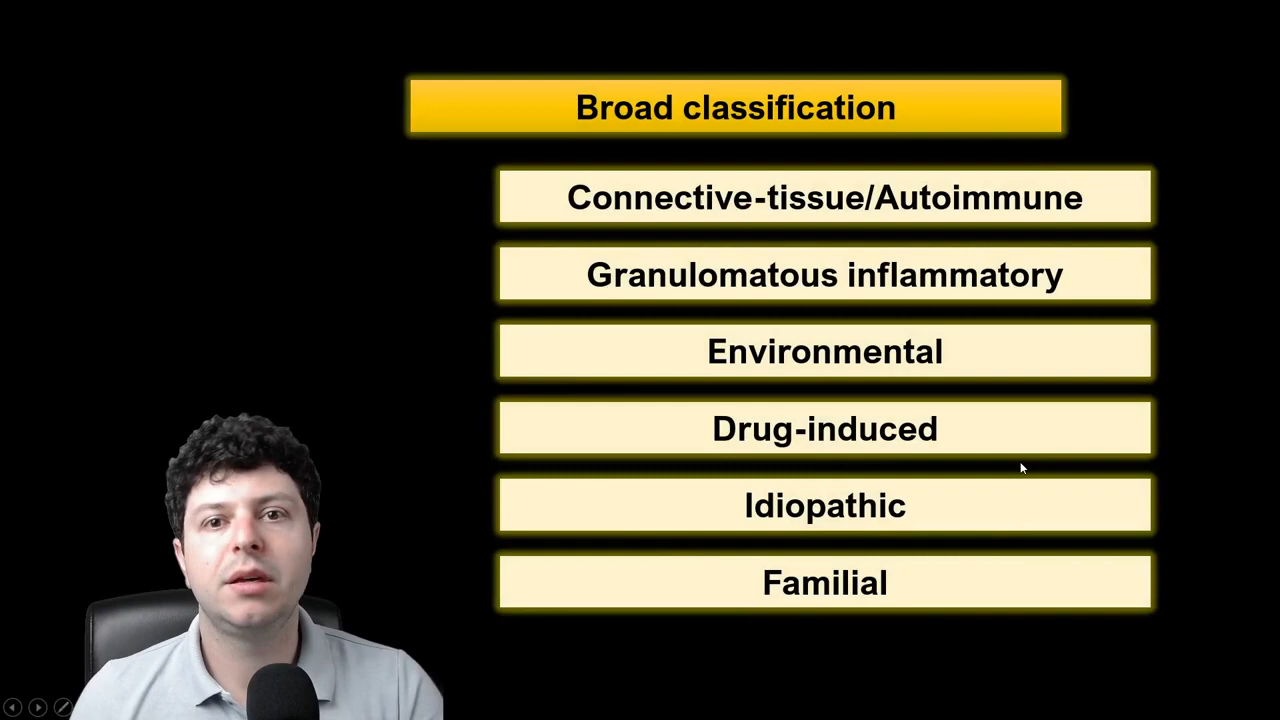 Broad classification
Connective-tissue/Autoimmune
Granulomatous inflammatory
Environmental
Drug-induced
Idiopathic
Familial